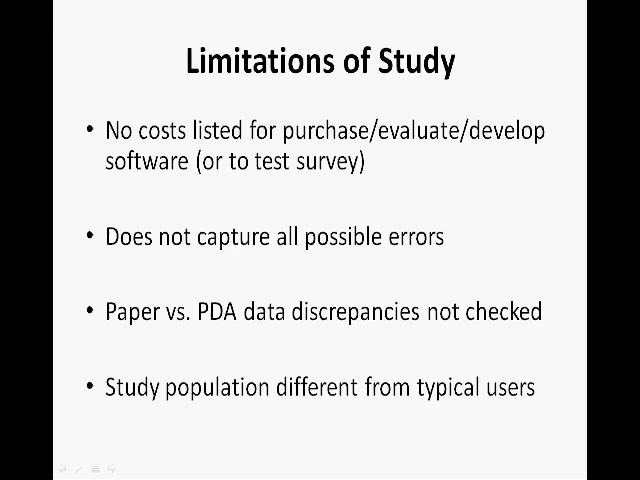 Limitations of Study
• No costs listed for purchase/evaluate/develop
software (or to test survey)
• Does not capture all possible errors
• Paper vs. PDA data discrepancies not checked
• Study population different from typical users